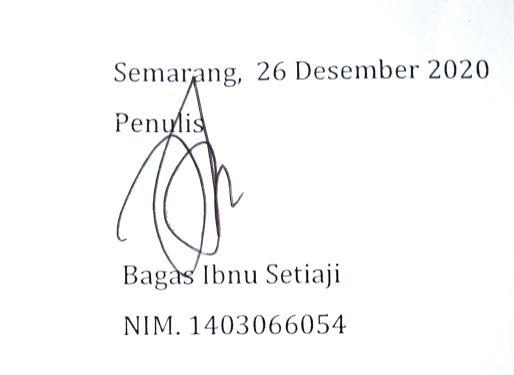 Semarang, 26 Desember 2020
Penulis
Bagas Ibnu Setiaji
NIM. 1403066054